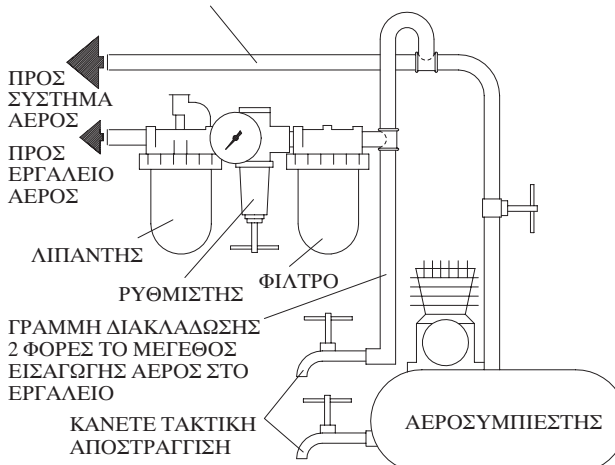 ΠΡΟΣ
ΣΥΣΤΗΜΑ
ΑΕΡΟΣ
ΠΡΟΣ
ΕΡΓΑΛΕΙΟ
ΑΕΡΟΣ
ΛΙΠΑΝΤΗΣ
ΡΥΘΜΙΣΤΗΣ
ΦΙΛΤΡΟ
ΓΡΑΜΜΗ ΔΙΑΚΛΑΔΩΣΗΣ
2 ΦΟΡΕΣ ΤΟ ΜΕΓΕΘΟΣ
ΕΙΣΑΓΩΓΗΣ ΑΕΡΟΣ ΣΤΟ
ΕΡΓΑΛΕΙΟ
ΚΑΝΕΤΕ ΤΑΚΤΙΚΗ
ΑΠΟΣΤΡΑΓΓΙΣΗ
ΑΕΡΟΣΥΜΠΙΕΣΤΗΣ